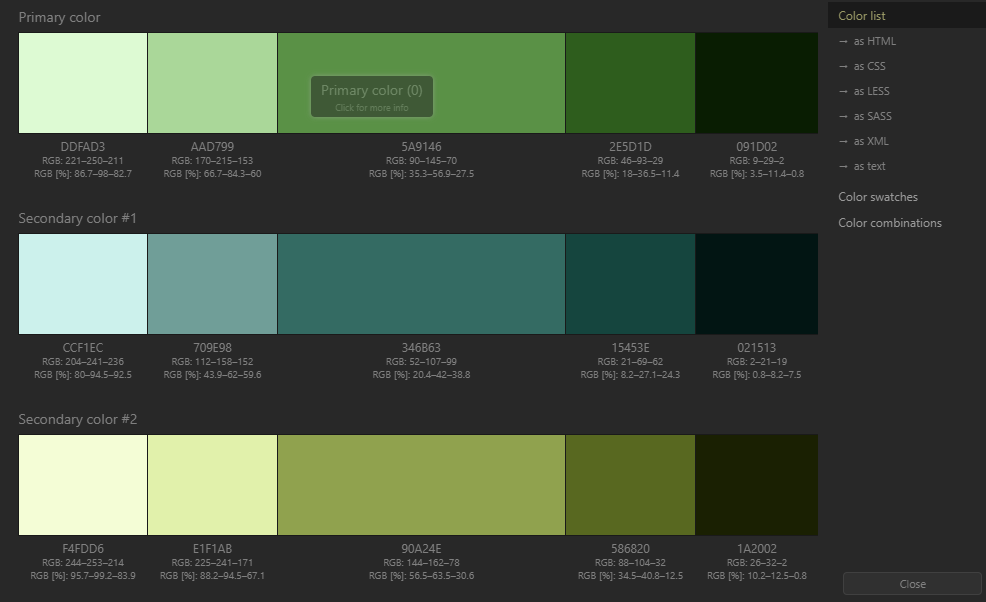 Primary color
Primary color (0)
Click for more info
DDFAD3
RGB: 221–250–211
RGB [%]: 86.7–98–82.7
AAD799
RGB: 170–215–153
RGB [%]: 66.7–84.3–60
5A9146
RGB: 90–145–70
RGB [%]: 35.3–56.9–27.5
2E5D1D
RGB: 46–93–29
RGB [%]: 18–36.5–11.4
091D02
RGB: 9–29–2
RGB [%]: 3.5–11.4–0.8
Secondary color #1
CCF1EC
RGB: 204–241–236
RGB [%]: 80–94.5–92.5
709E98
RGB: 112–158–152
RGB [%]: 43.9–62–59.6
346B63
RGB: 52–107–99
RGB [%]: 20.4–42–38.8
15453E
RGB: 21–69–62
RGB [%]: 8.2–27.1–24.3
021513
RGB: 2–21–19
RGB [%]: 0.8–8.2–7.5
Secondary color #2
F4FDD6
RGB: 244–253–214
RGB [%]: 95.7–99.2–83.9
E1F1AB
RGB: 225–241–171
RGB [%]: 88.2–94.5–67.1
90A24E
RGB: 144–162–78
RGB [%]: 56.5–63.5–30.6
586820
RGB: 88–104–32
RGB [%]: 34.5–40.8–12.5
1A2002
RGB: 26–32–2
RGB [%]: 10.2–12.5–0.8
Color list
→ as HTML
→ as CSS
→ as LESS
→ as SASS
→ as XML
→ as text
Color swatches
Color combinations
Close